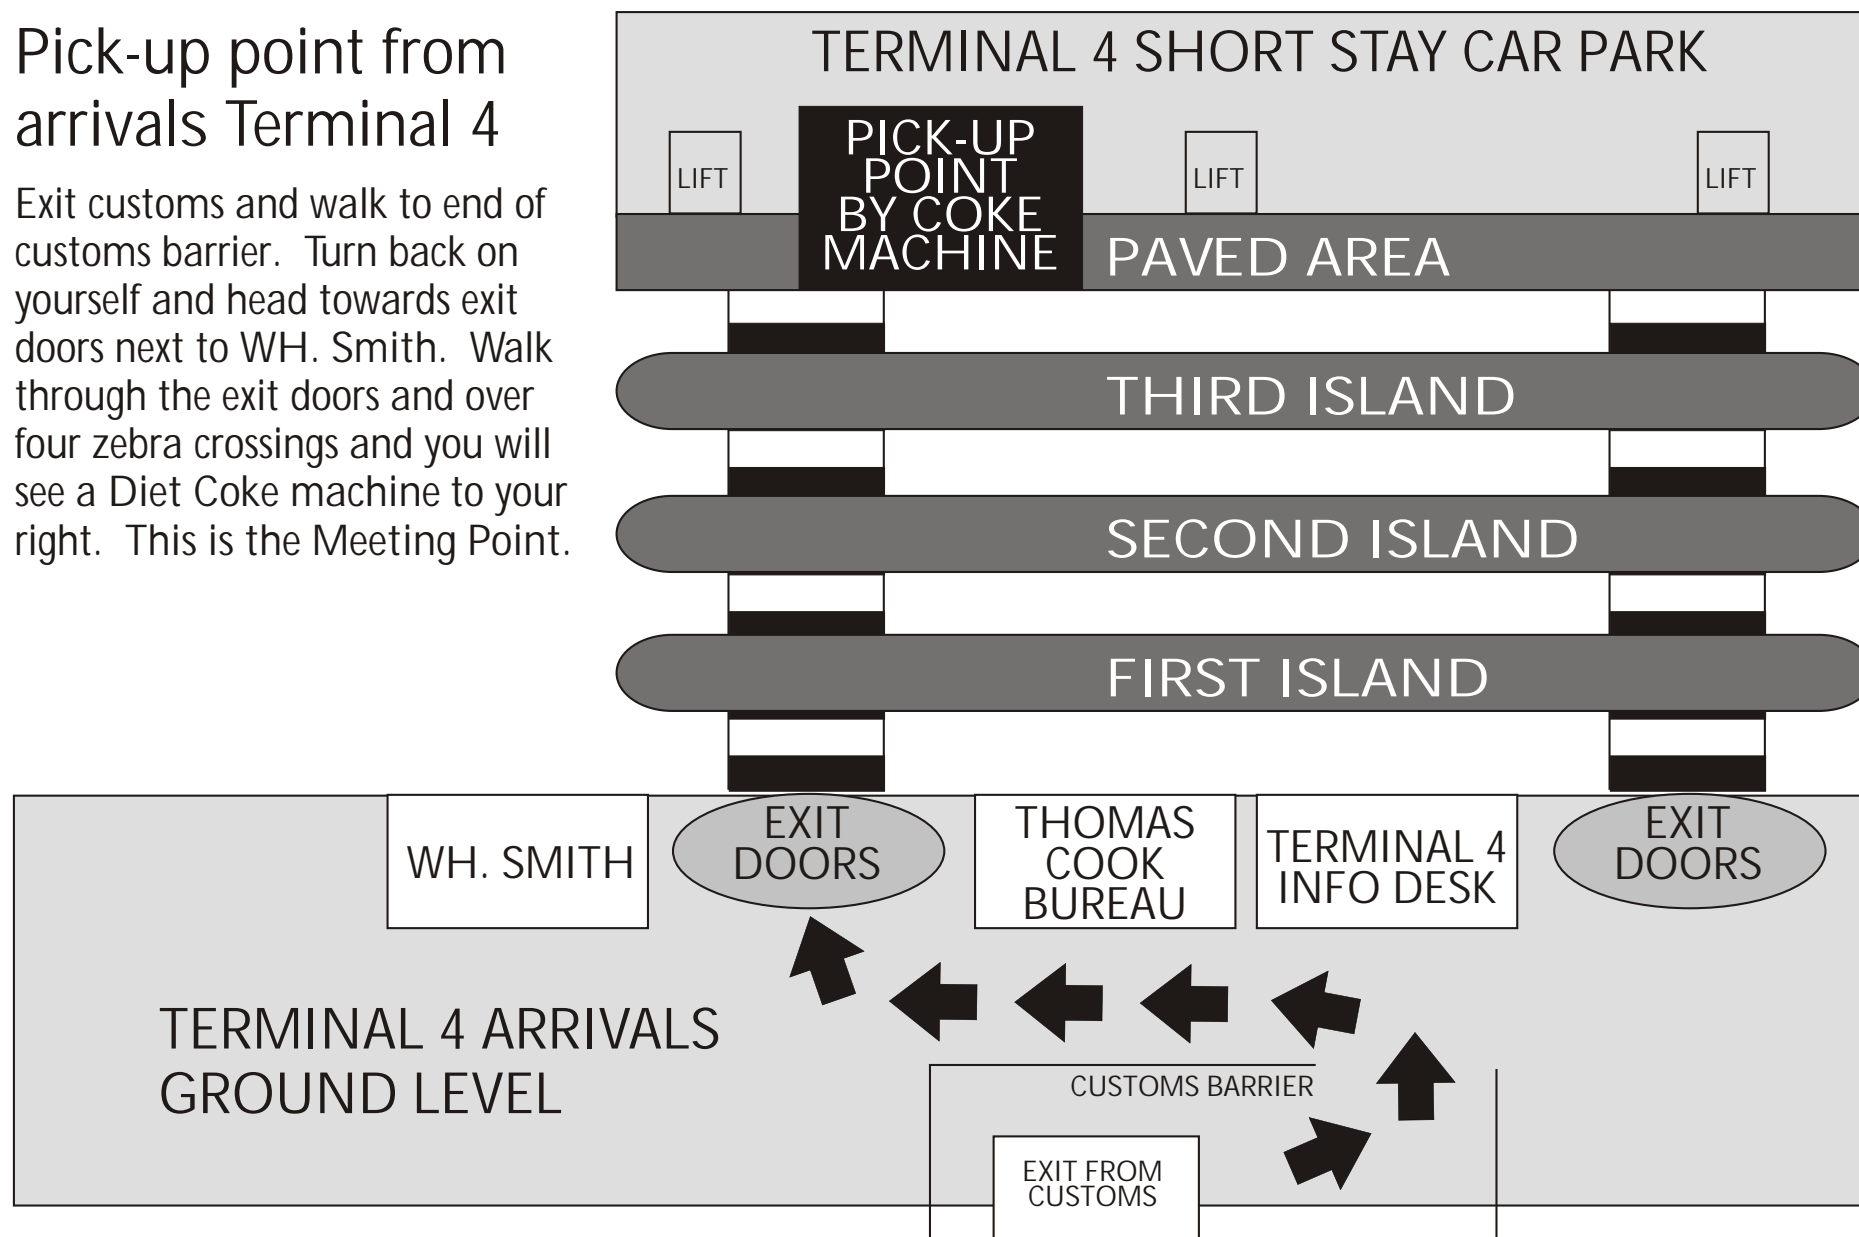 Pick-up point from
arrivals Terminal 4
Exit customs and walk to end of
customs barrier.  Turn back on
yourself and head towards exit
doors next to WH. Smith.  Walk
through the exit doors and over
four zebra crossings and you will
see a Diet Coke machine to your
right.  This is the Meeting Point.
TERMINAL 4 SHORT STAY CAR PARK
LIFT
PICK-UP
POINT
BY COKE
MACHINE
LIFT
LIFT
PAVED AREA
THIRD ISLAND
SECOND ISLAND
FIRST ISLAND
WH. SMITH
EXIT
DOORS
THOMAS
COOK
BUREAU
TERMINAL 4
INFO DESK
EXIT
DOORS
TERMINAL 4 ARRIVALS
GROUND LEVEL
CUSTOMS BARRIER
EXIT FROM
CUSTOMS